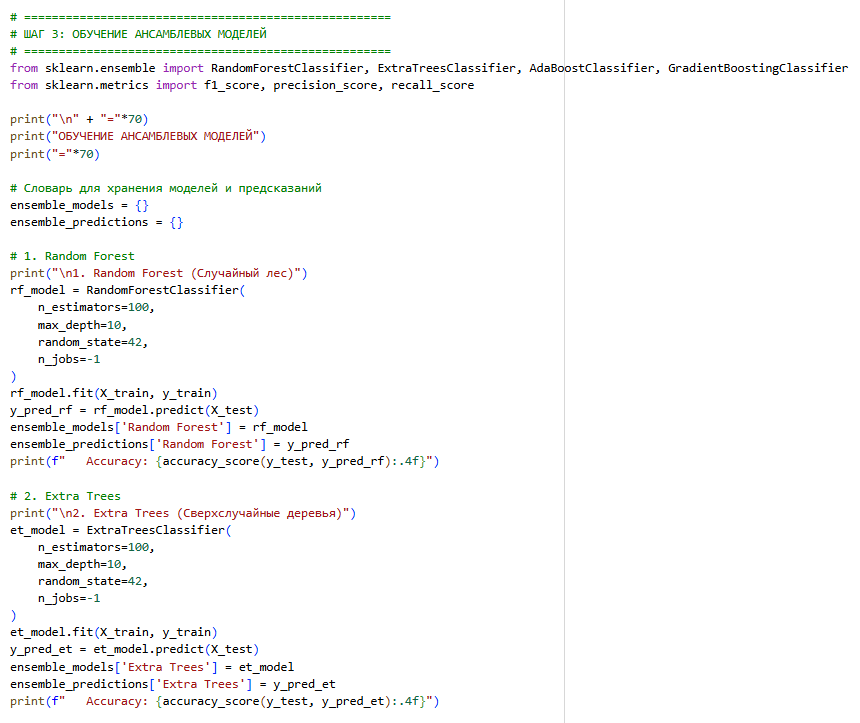 # =====================================================
# ШАГ 3: ОБУЧЕНИЕ АНСАМБЛЕВЫХ МОДЕЛЕЙ
# =====================================================
from sklearn.ensemble import RandomForestClassifier, ExtraTreesClassifier, AdaBoostClassifier, GradientBoostingClassifier
from sklearn.metrics import f1_score, precision_score, recall_score

print("\n" + "="*70)
print("ОБУЧЕНИЕ АНСАМБЛЕВЫХ МОДЕЛЕЙ")
print("="*70)

# Словарь для хранения моделей и предсказаний
ensemble_models = {}
ensemble_predictions = {}

# 1. Random Forest
print("\n1. Random Forest (Случайный лес)")
rf_model = RandomForestClassifier(
    n_estimators=100,
    max_depth=10,
    random_state=42,
    n_jobs=-1
)
rf_model.fit(X_train, y_train)
y_pred_rf = rf_model.predict(X_test)
ensemble_models['Random Forest'] = rf_model
ensemble_predictions['Random Forest'] = y_pred_rf
print(f"   Accuracy: {accuracy_score(y_test, y_pred_rf):.4f}")

# 2. Extra Trees
print("\n2. Extra Trees (Сверхслучайные деревья)")
et_model = ExtraTreesClassifier(
    n_estimators=100,
    max_depth=10,
    random_state=42,
    n_jobs=-1
)
et_model.fit(X_train, y_train)
y_pred_et = et_model.predict(X_test)
ensemble_models['Extra Trees'] = et_model
ensemble_predictions['Extra Trees'] = y_pred_et
print(f"   Accuracy: {accuracy_score(y_test, y_pred_et):.4f}")